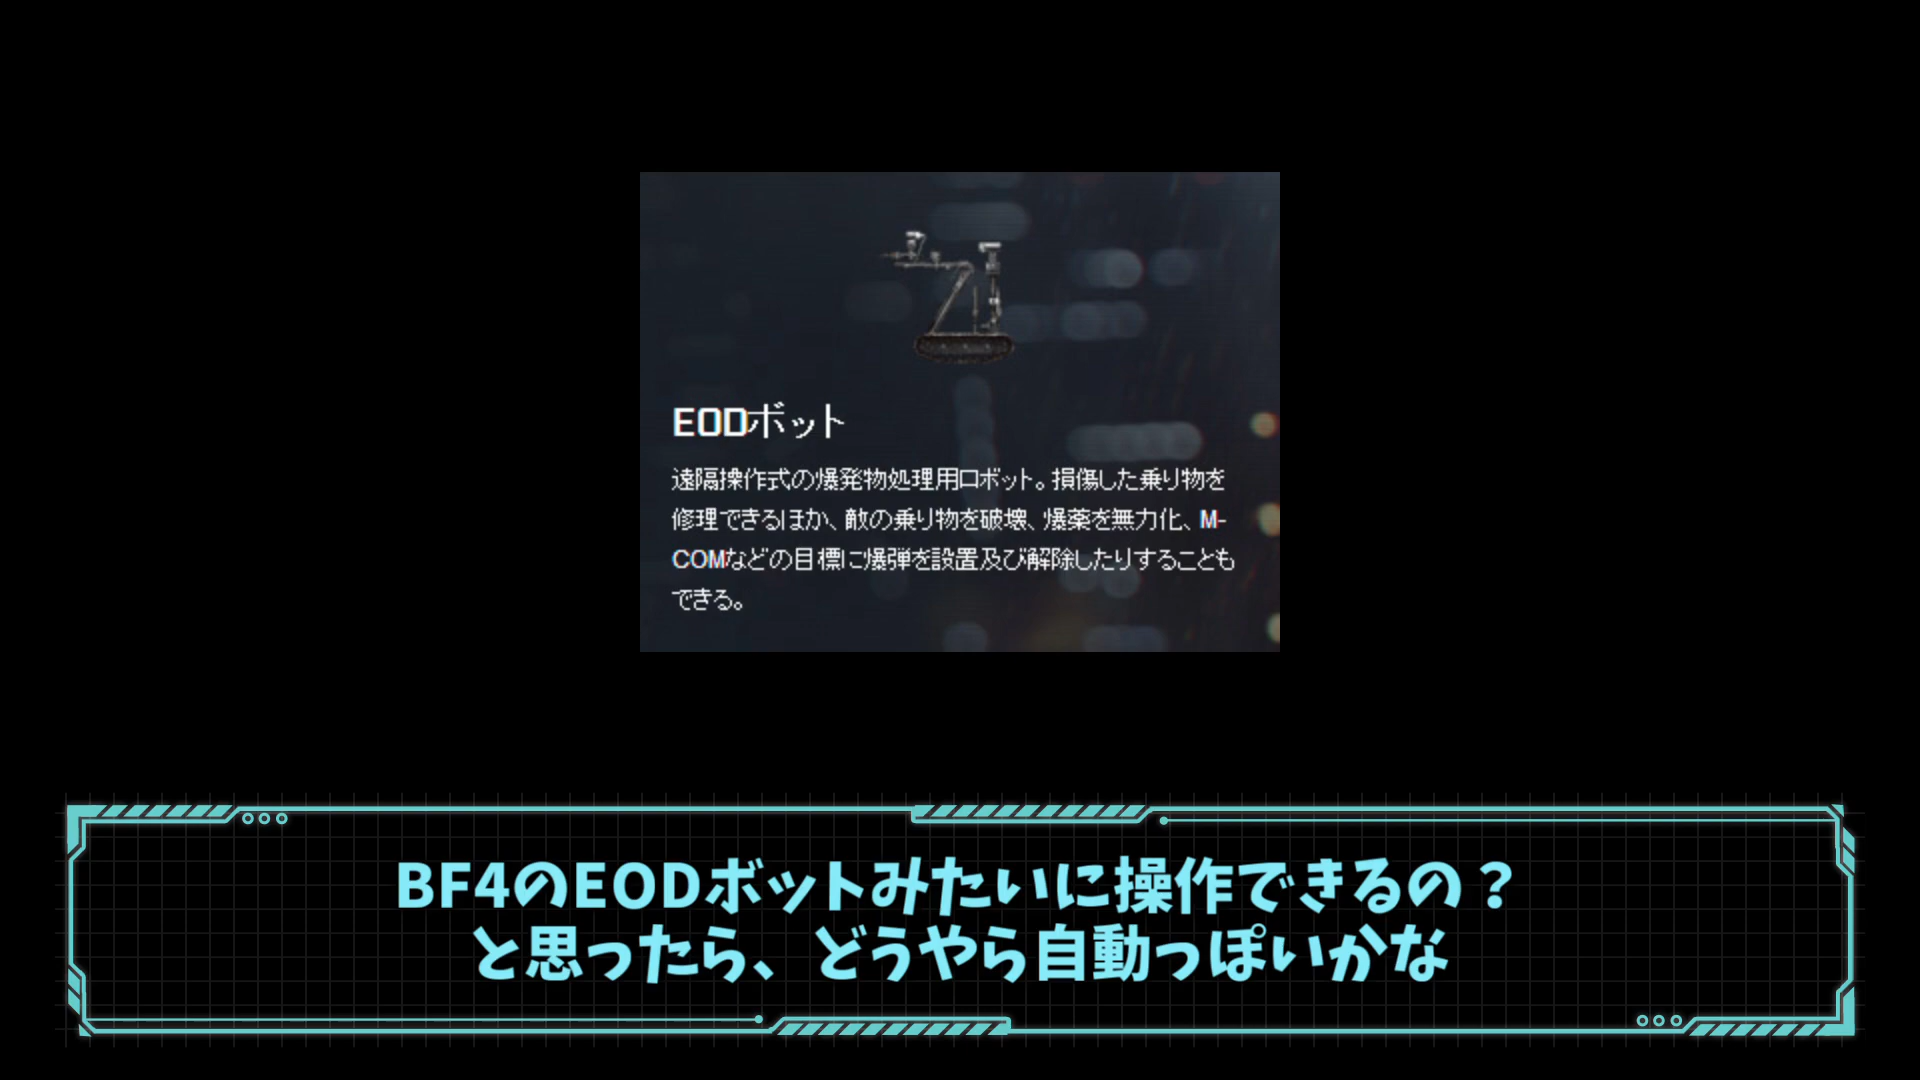 EODボット
遠隔操作式の爆発物処理用ロボット。損傷した乗り物を
修理できるほか、敵の乗り物を破壊、爆薬を無力化、M-
COMなどの目標に爆弾を設置及び解除したりすることも
できる。
BF4のEODボットみたいに操作できるの？
と思ったら、どうやら自動っぽいかな